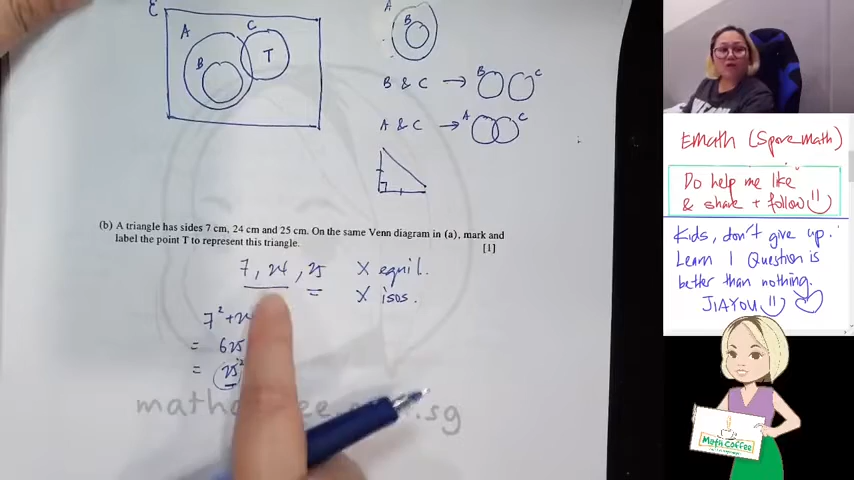 ε
A
B
C
T
A
B
B & C → B C
A & C → A C
(b) A triangle has sides 7 cm, 24 cm and 25 cm. On the same Venn diagram in (a), mark and
label the point T to represent this triangle.
[1]
7, 24, 25 X equil.
X isos.
7²+
= 625
= 25²
Emath (Spore math)
Do help me like
& share + follow
Kids, don't give up.
Learn 1 Question is
better than nothing.
JIAYOU
Math Coffee